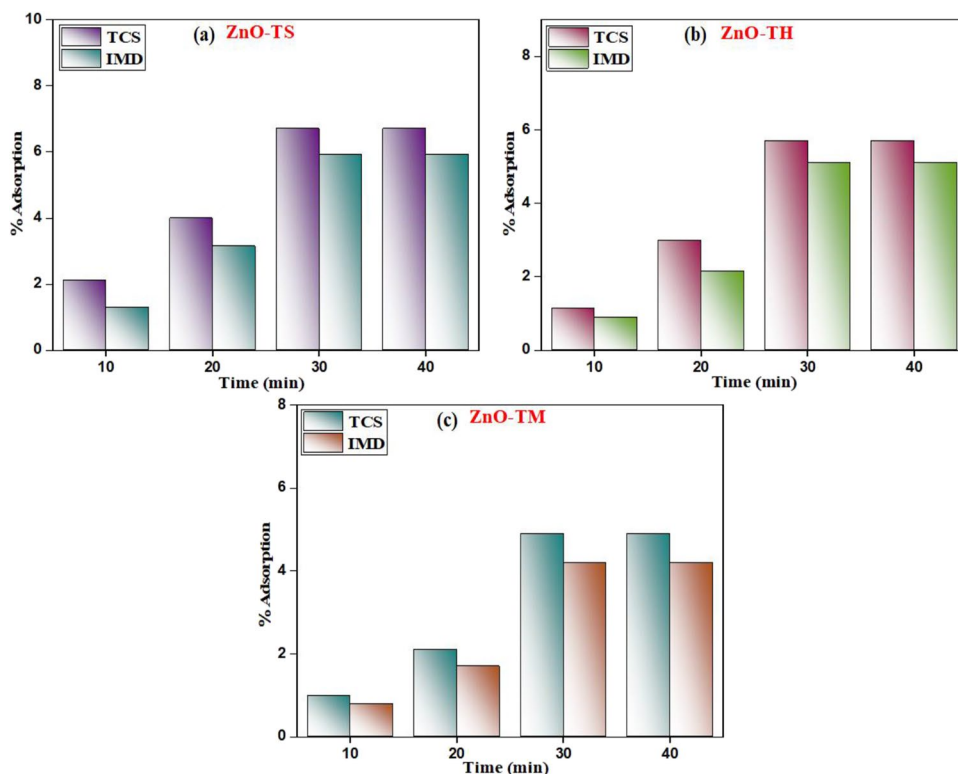 (a) ZnO-TS
TCS
IMD
% Adsorption
10
8
6
4
2
0
10 20 30 40
Time (min)
(b) ZnO-TH
TCS
IMD
% Adsorption
8
6
4
2
0
10 20 30 40
Time (min)
(c) ZnO-TM
TCS
IMD
% Adsorption
8
6
4
2
0
10 20 30 40
Time (min)